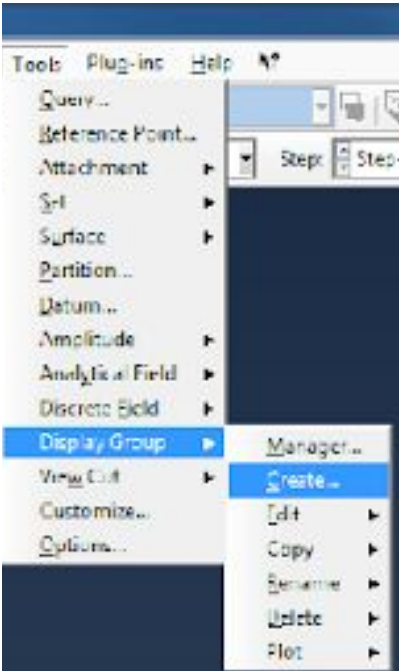 Tools Plug-ins Help
Query...
Reference Point...
Attachment
Step: Step-
Set
Surface
Partition...
Datum...
Amplitude
Analytical Field
Discrete Field
Display Group
View Cut
Customize...
Options...
Manager...
Create...
Edit
Copy
Rename
Delete
Plot